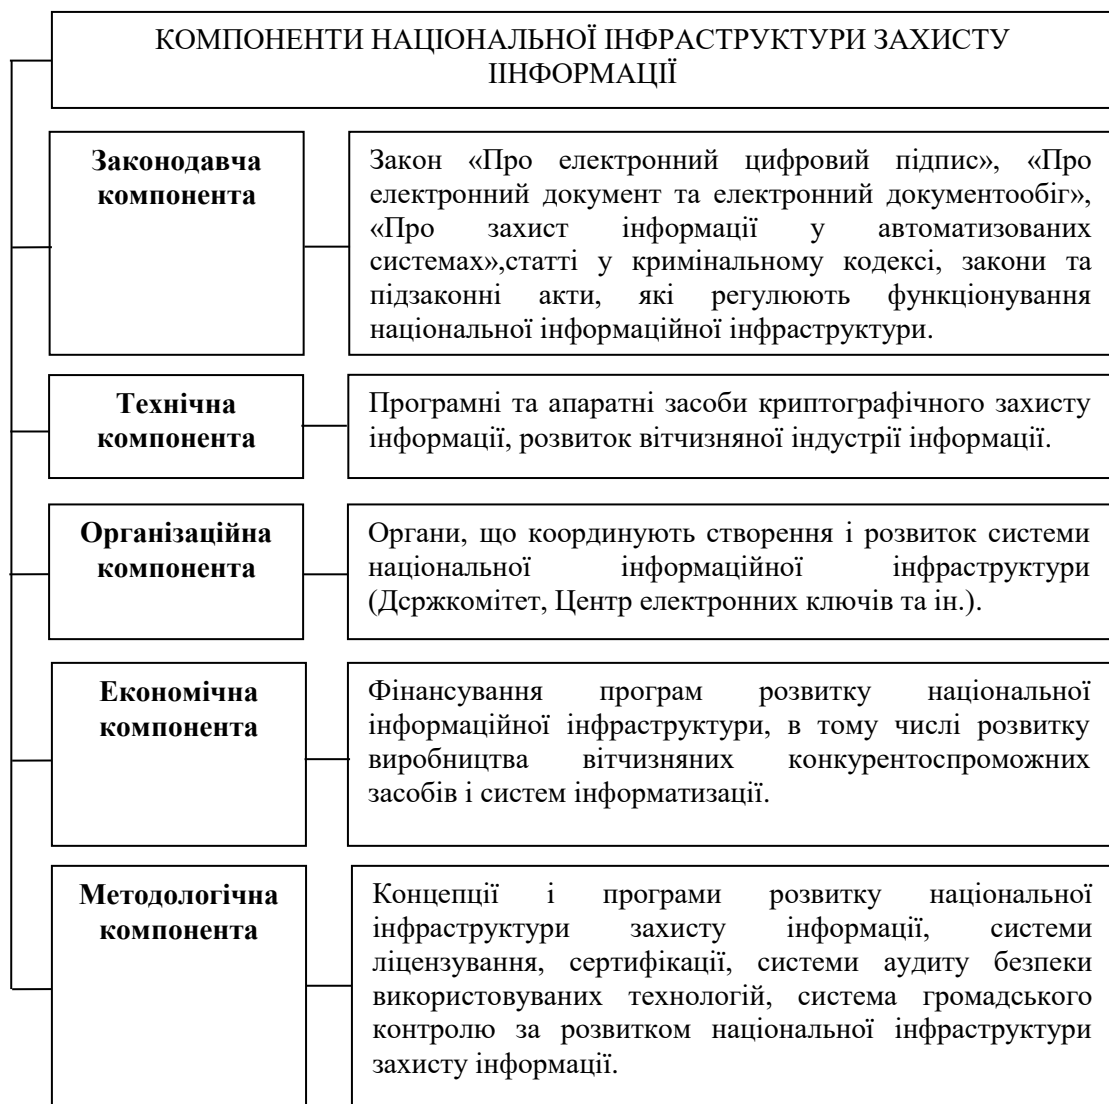 КОМПОНЕНТИ НАЦІОНАЛЬНОЇ ІНФРАСТРУКТУРИ ЗАХИСТУ
ІІНФОРМАЦІЇ
Законодавча
компонента
Закон «Про електронний цифровий підпис», «Про
електронний документ та електронний документообіг»,
«Про захист інформації у автоматизованих
системах»,статті у кримінальному кодексі, закони та
підзаконні акти, які регулюють функціонування
національної інформаційної інфраструктури.
Технічна
компонента
Програмні та апаратні засоби криптографічного захисту
інформації, розвиток вітчизняної індустрії інформації.
Організаційна
компонента
Органи, що координують створення і розвиток системи
національної інформаційної інфраструктури
(Дсржкомітет, Центр електронних ключів та ін.).
Економічна
компонента
Фінансування програм розвитку національної
інформаційної інфраструктури, в тому числі розвитку
виробництва вітчизняних конкурентоспроможних
засобів і систем інформатизації.
Методологічна
компонента
Концепції і програми розвитку національної
інфраструктури захисту інформації, системи
ліцензування, сертифікації, системи аудиту безпеки
використовуваних технологій, система громадського
контролю за розвитком національної інфраструктури
захисту інформації.